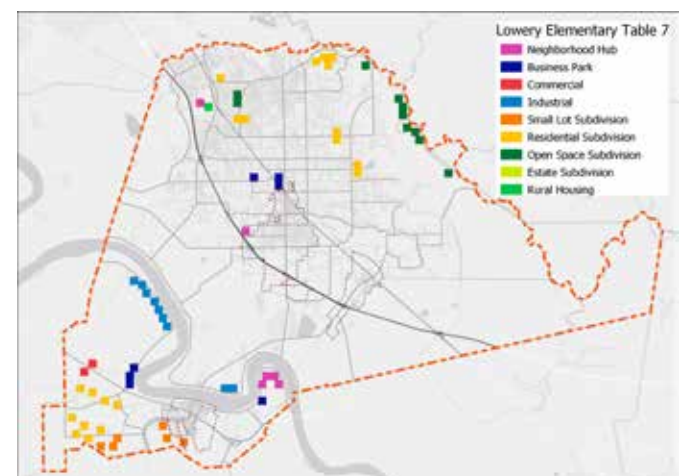 Lowery Elementary Table 7
Neighborhood Hub
Business Park
Commercial
Industrial
Small Lot Subdivision
Residential Subdivision
Open Space Subdivision
Estate Subdivision
Rural Housing